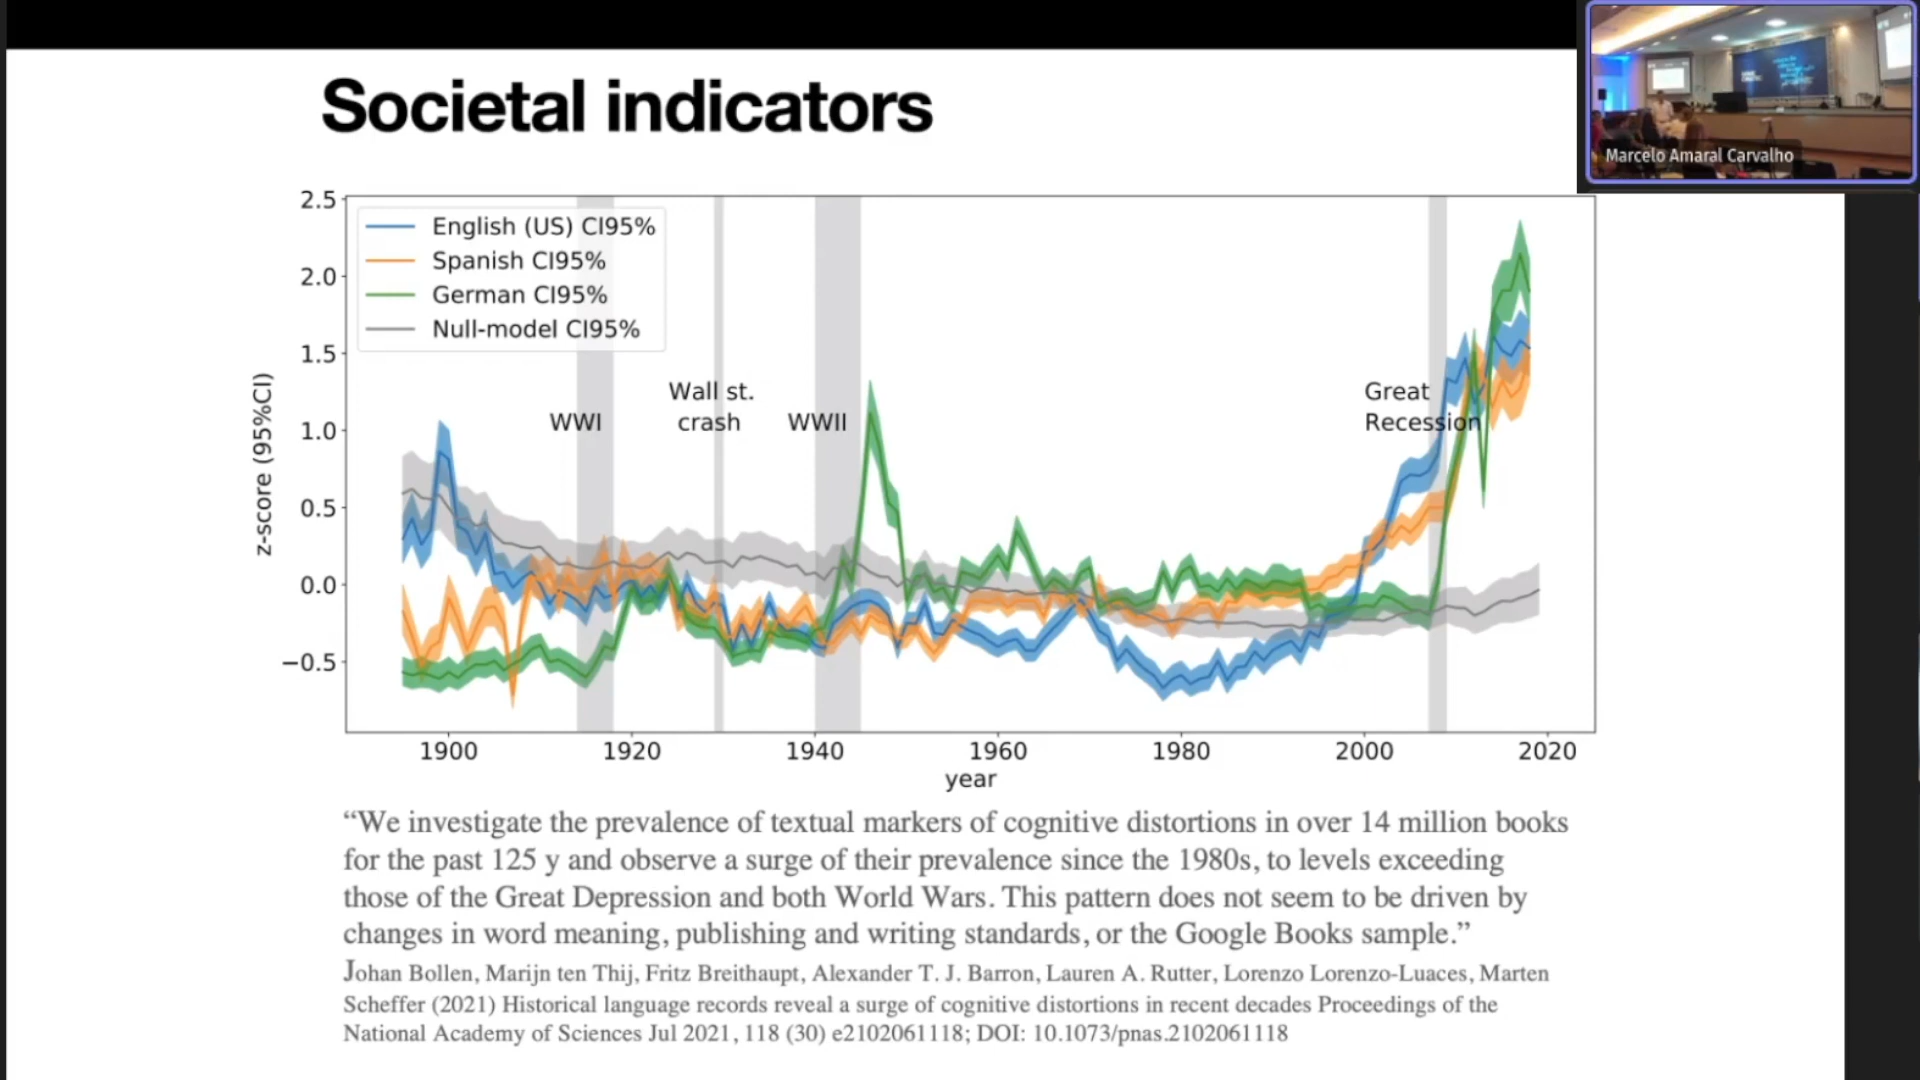 Societal indicators
Marcelo Amaral Carvalho
2.5
2.0
1.5
1.0
0.5
0.0
−0.5
z-score (95%CI)
English (US) CI95%
Spanish CI95%
German CI95%
Null-model CI95%
WWI
Wall st.
crash
WWII
Great
Recession
1900 1920 1940 1960 1980 2000 2020
year
“We investigate the prevalence of textual markers of cognitive distortions in over 14 million books
for the past 125 y and observe a surge of their prevalence since the 1980s, to levels exceeding
those of the Great Depression and both World Wars. This pattern does not seem to be driven by
changes in word meaning, publishing and writing standards, or the Google Books sample.”
Johan Bollen, Marijn ten Thij, Fritz Breithaupt, Alexander T. J. Barron, Lauren A. Rutter, Lorenzo Lorenzo-Luaces, Marten
Scheffer (2021) Historical language records reveal a surge of cognitive distortions in recent decades Proceedings of the
National Academy of Sciences Jul 2021, 118 (30) e2102061118; DOI: 10.1073/pnas.2102061118